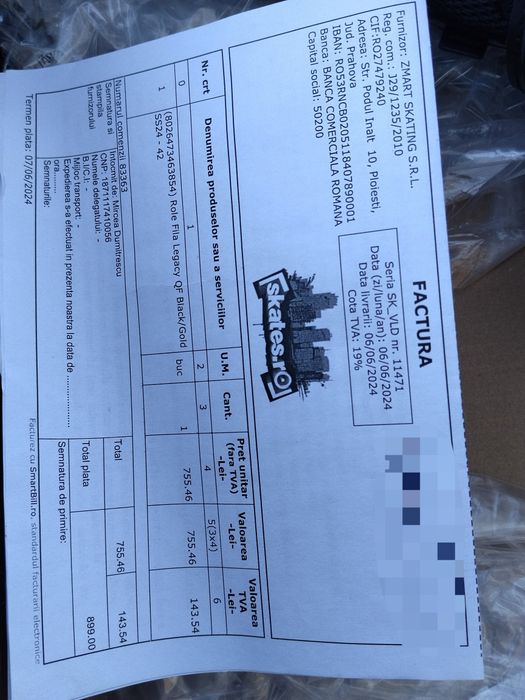 Furnizor: ZMART SKATING S.R.L.
Reg. com.: J29/1235/2010
CIF:RO27479240
Adresa: Str. Podul Inalt 10, Ploiesti,
Jud. Prahova
IBAN: RO53RNCB0205118407890001
Banca: BANCA COMERCIALA ROMANA
Capital social: 50200
FACTURA
Seria SK_VLD nr. 11471
Data (zi/luna/an): 06/06/2024
Data livrarii: 06/06/2024
Cota TVA: 19%
skates.ro
Nr. crt Denumirea produselor sau a serviciilor U.M. Cant. Pret unitar (fara TVA) -Lei- Valoarea -Lei- Valoarea TVA -Lei-
0 1 2 3 4 5(3x4) 6
1 (8026473463854) Role Fila Legacy QF Black/Gold buc 1 755.46 755.46 143.54
SS24 - 42
Numarul comenzii 83363
Semnatura si
stampila
furnizorului
Intocmit de: Mircea Dumitrescu
CNP: 1871117410056
Numele delegatului: -
B.I/C.I: -
Mijloc transport: -
Expedierea s-a efectuat in prezenta noastra la data de ......................
ora.........
Semnaturile:
Total 755.46 143.54
Total plata 899.00
Semnatura de primire:
Termen plata: 07/06/2024
Facturez cu SmartBill.ro, standardul facturarii electronice